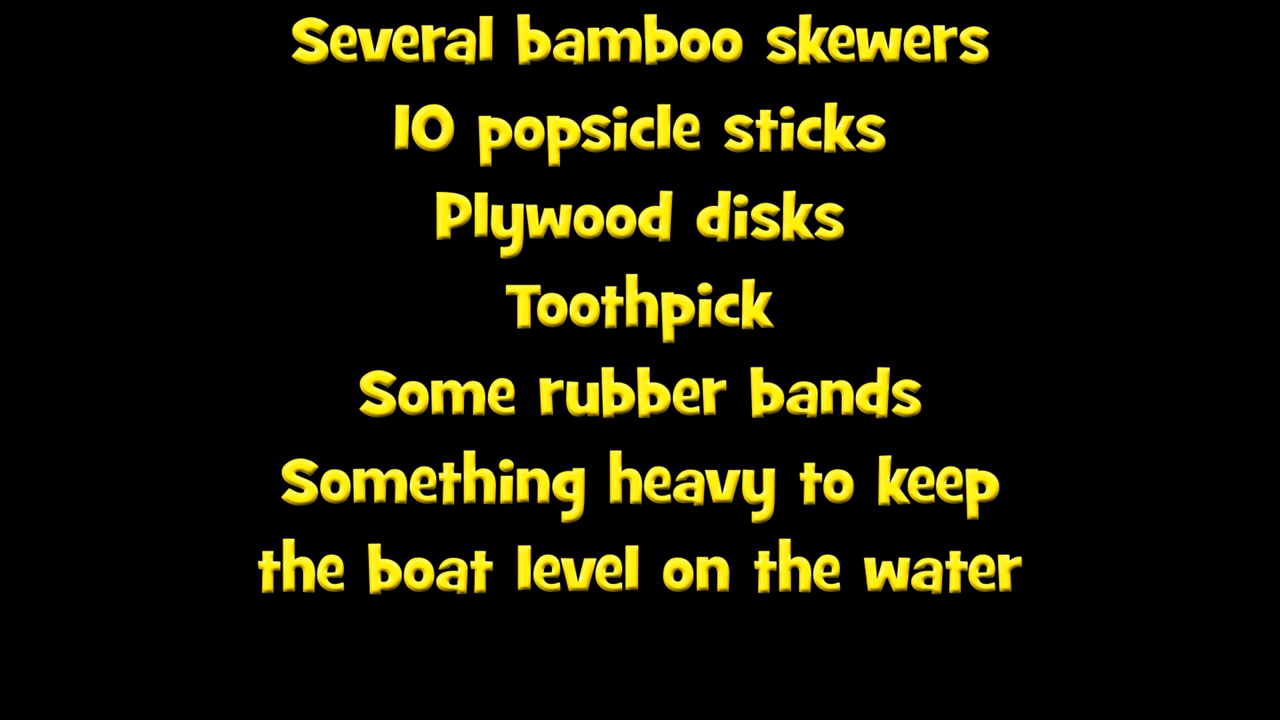 Several bamboo skewers
10 popsicle sticks
Plywood disks
Toothpick
Some rubber bands
Something heavy to keep
the boat level on the water